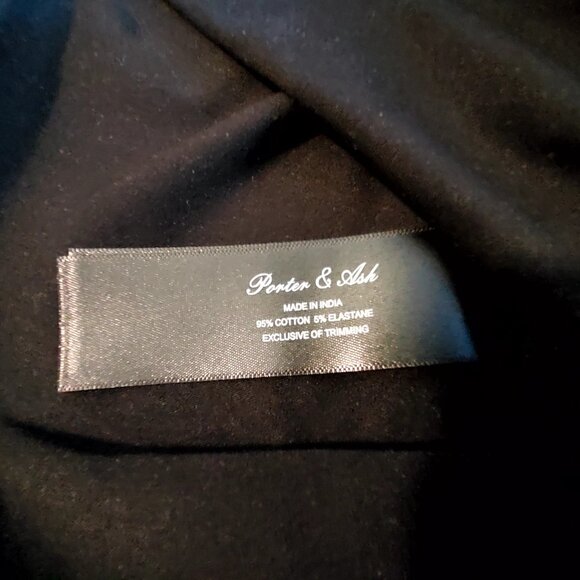 Porter & Ash
MADE IN INDIA
95% COTTON 5% ELASTANE
EXCLUSIVE OF TRIMMING